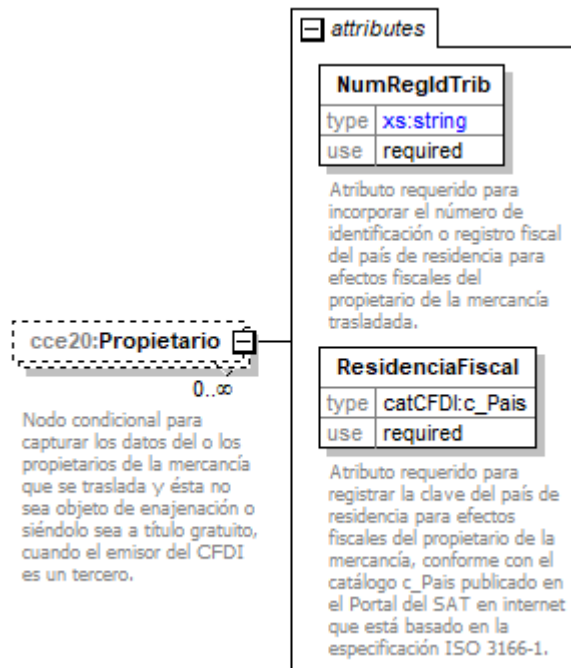 attributes
NumRegIdTrib
type xs:string
use required
Atributo requerido para
incorporar el número de
identificación o registro fiscal
del país de residencia para
efectos fiscales del
propietario de la mercancía
trasladada.
cce20:Propietario
0..∞
Nodo condicional para
capturar los datos del o los
propietarios de la mercancía
que se traslada y ésta no
sea objeto de enajenación o
siéndolo sea a título gratuito,
cuando el emisor del CFDI
es un tercero.
ResidenciaFiscal
type catCFDI:c_Pais
use required
Atributo requerido para
registrar la clave del país de
residencia para efectos
fiscales del propietario de la
mercancía, conforme con el
catálogo c_Pais publicado en
el Portal del SAT en internet
que está basado en la
especificación ISO 3166-1.